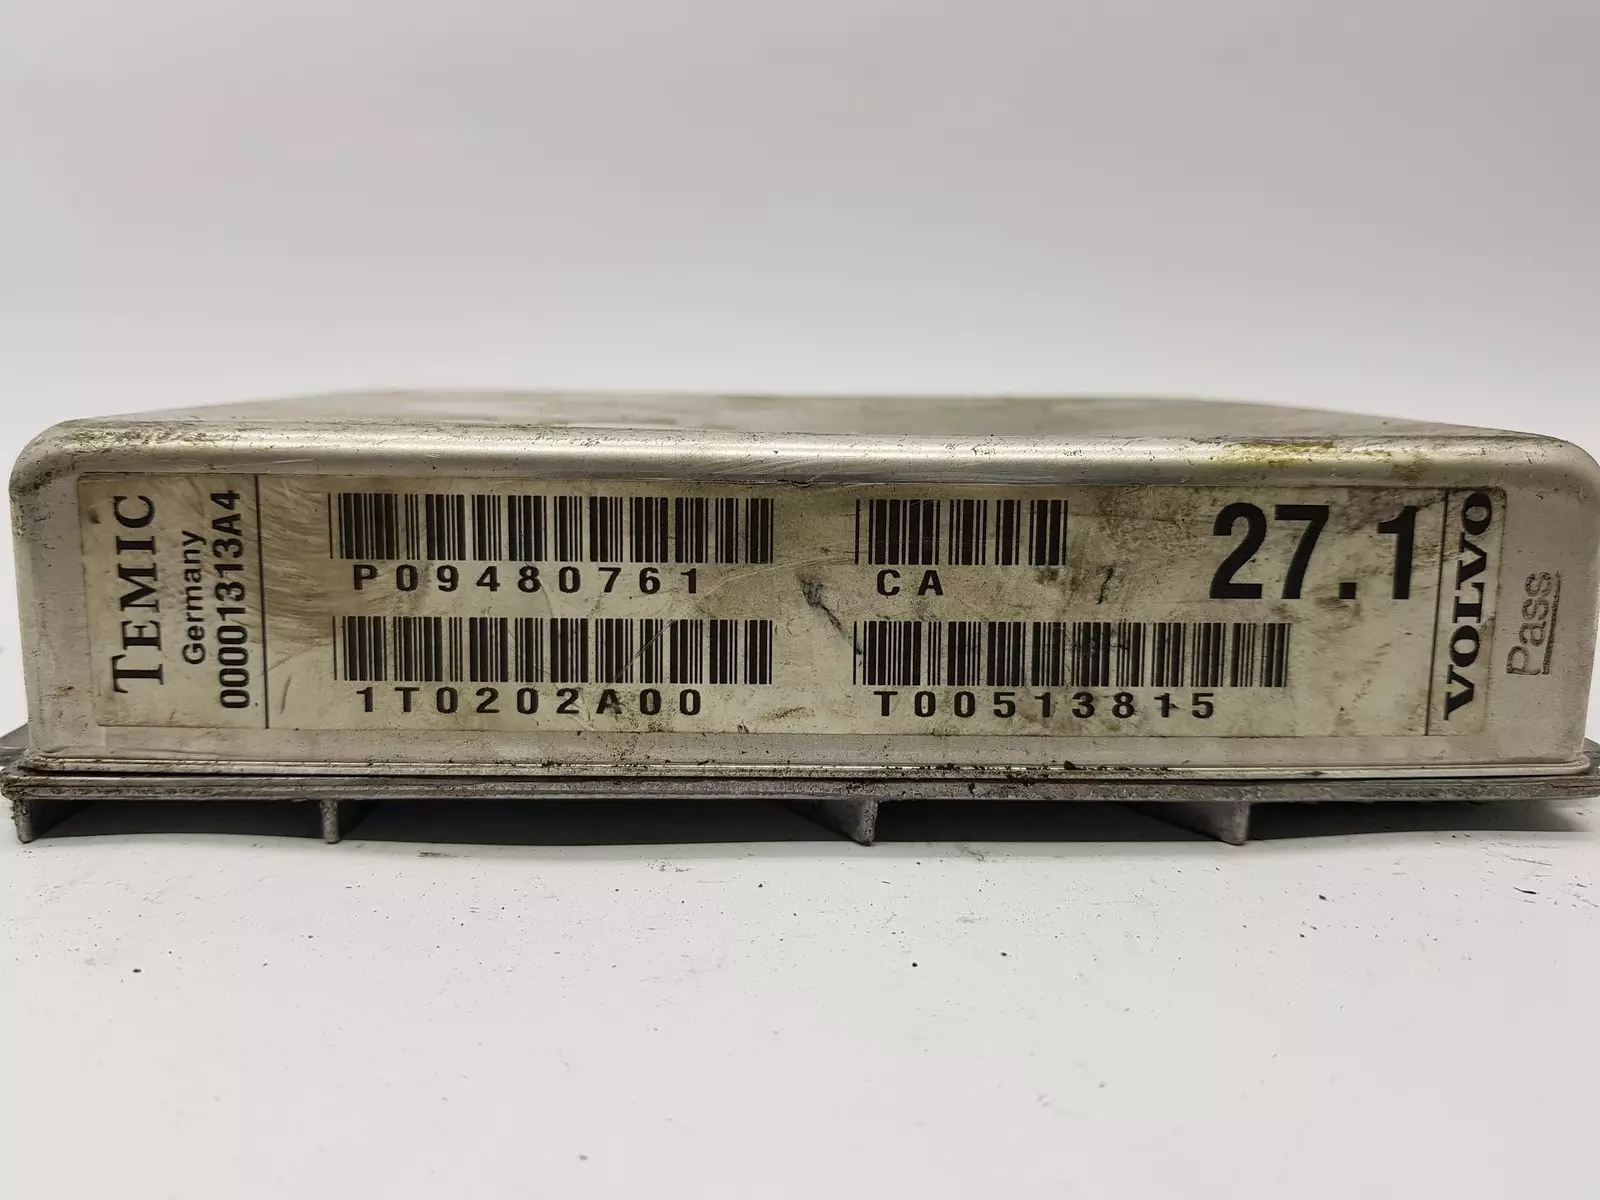 TEMIC
Germany
00001313A4
P09480761
CA
27.1
1T0202A00
T00513815
VOLVO
Pass